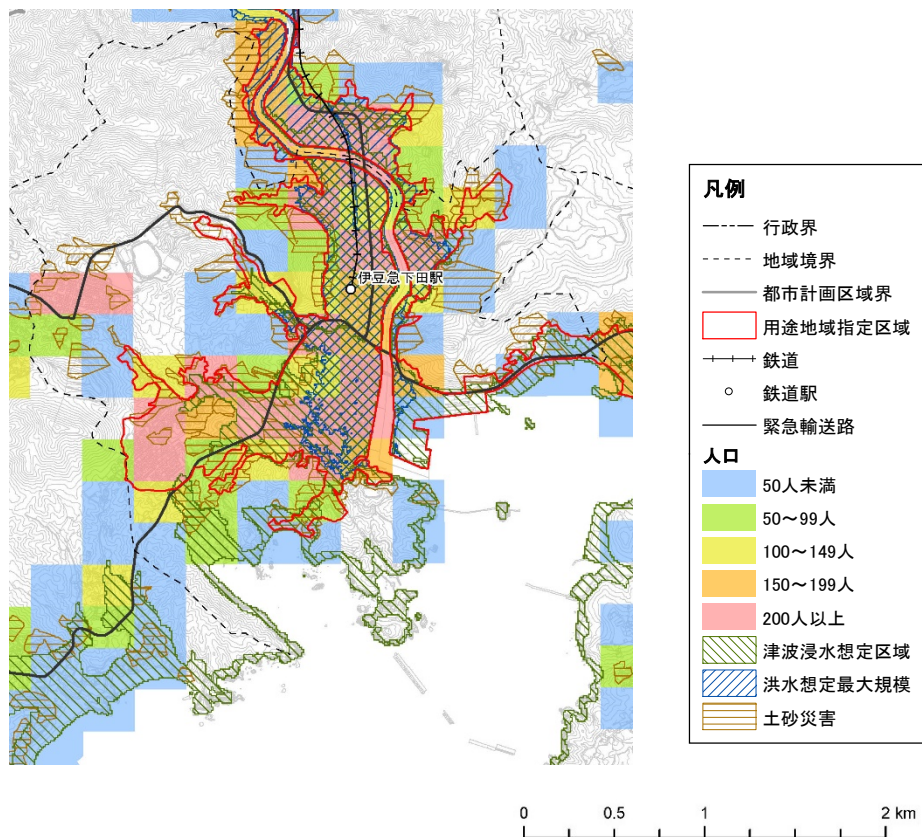 伊豆急下田駅
凡例
行政界
地域境界
都市計画区域界
用途地域指定区域
鉄道
鉄道駅
緊急輸送路
人口
50人未満
50～99人
100～149人
150～199人
200人以上
津波浸水想定区域
洪水想定最大規模
土砂災害
0 0.5 1 2 km